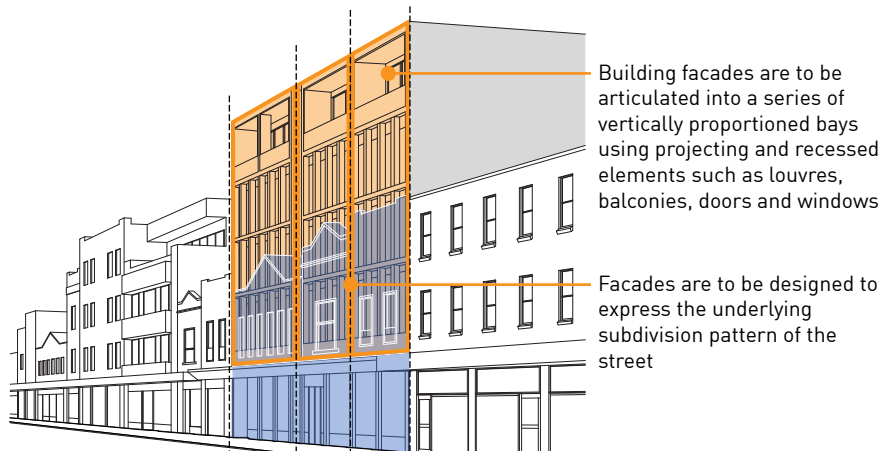 Building facades are to be
articulated into a series of
vertically proportioned bays
using projecting and recessed
elements such as louvres,
balconies, doors and windows
Facades are to be designed to
express the underlying
subdivision pattern of the
street